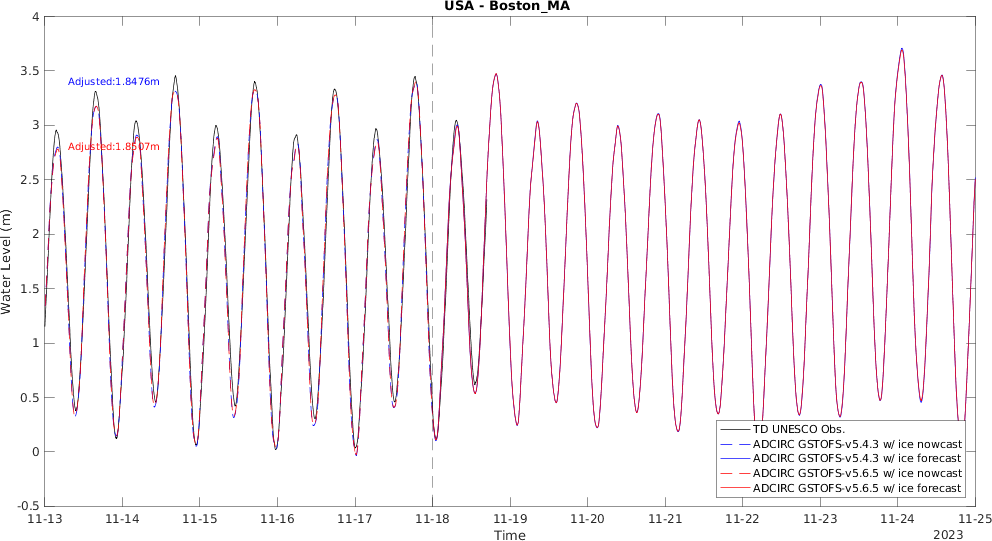 USA - Boston_MA
4
3.5
3
2.5
2
1.5
1
0.5
0
-0.5
Water Level (m)
Adjusted:1.8476m
Adjusted:1.8507m
TD UNESCO Obs.
ADCIRC GSTOFS-v5.4.3 w/ ice nowcast
ADCIRC GSTOFS-v5.4.3 w/ ice forecast
ADCIRC GSTOFS-v5.6.5 w/ ice nowcast
ADCIRC GSTOFS-v5.6.5 w/ ice forecast
11-13 11-14 11-15 11-16 11-17 11-18 11-19 11-20 11-21 11-22 11-23 11-24 11-25
Time
2023